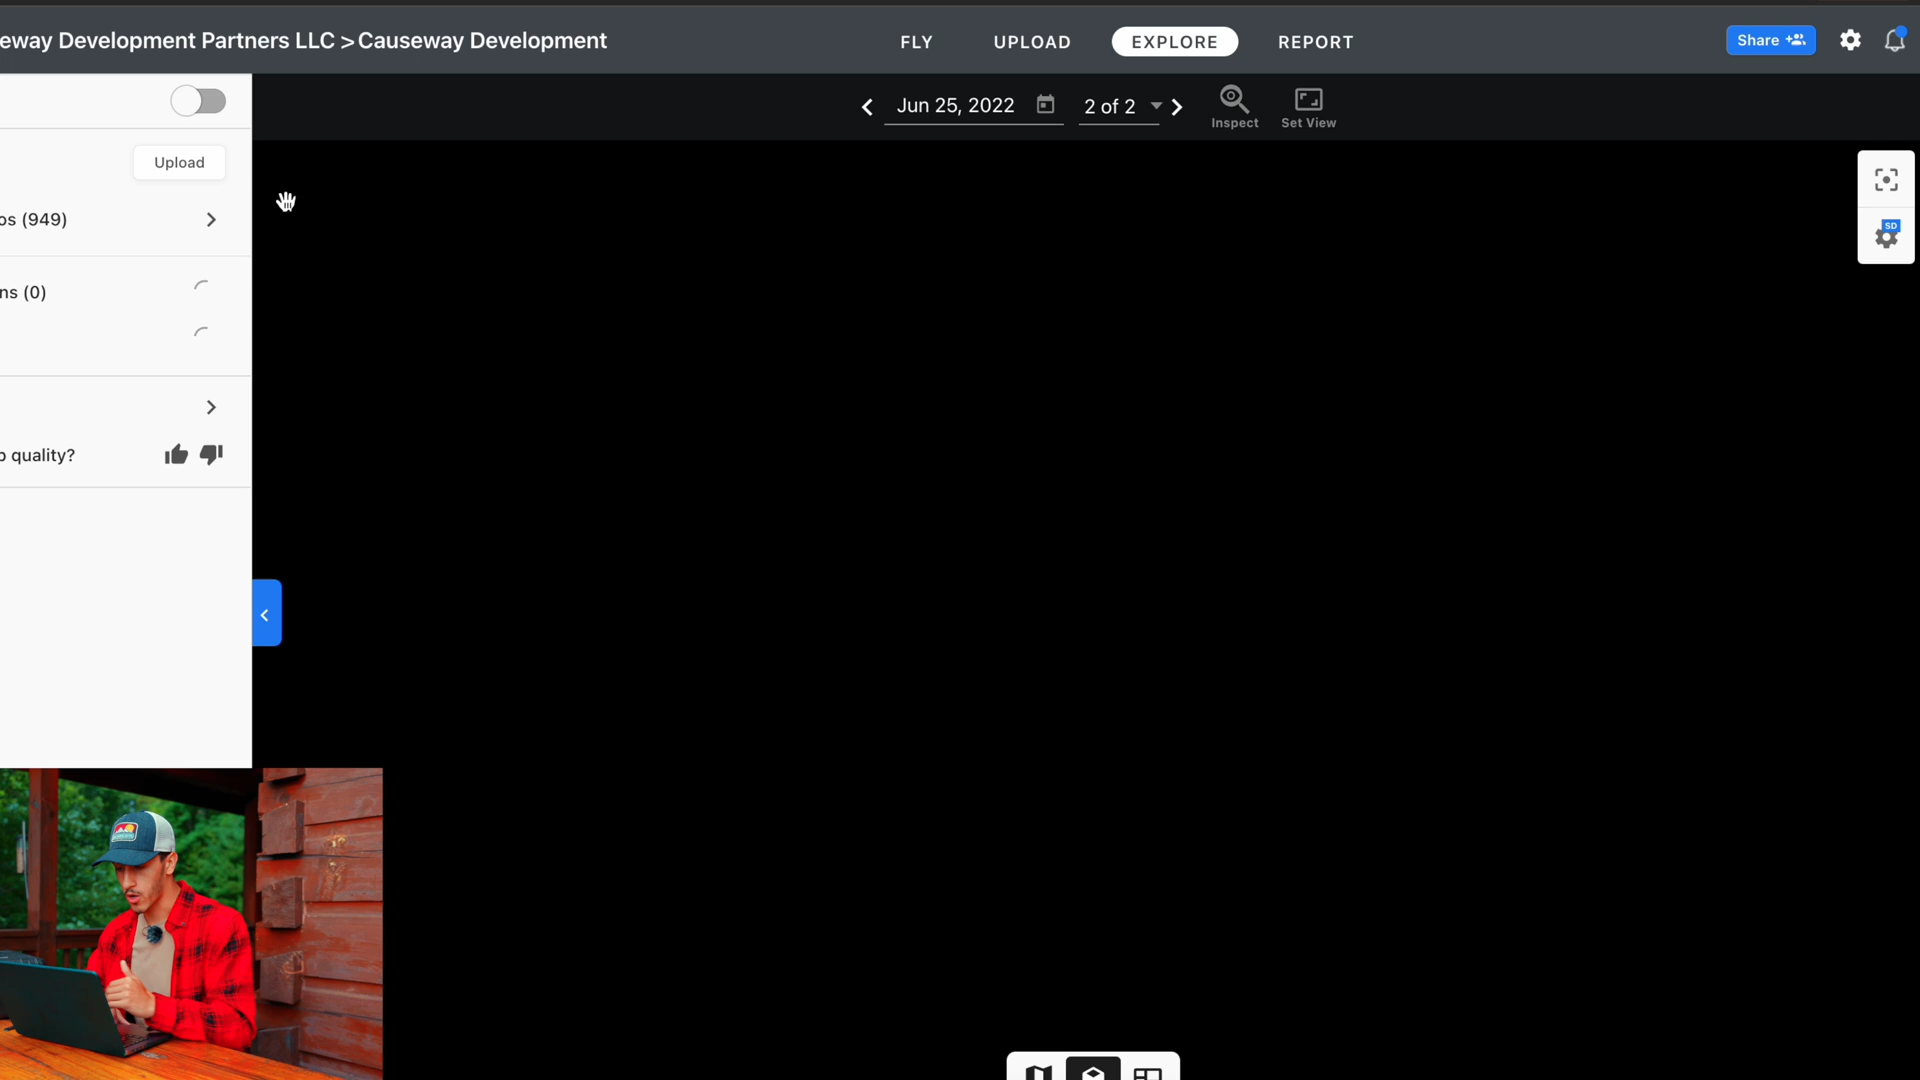 eway Development Partners LLC > Causeway Development
FLY
UPLOAD
EXPLORE
REPORT
Share
Jun 25, 2022
2 of 2
Inspect
Set View
Upload
os (949)
SD
ns (0)
o quality?